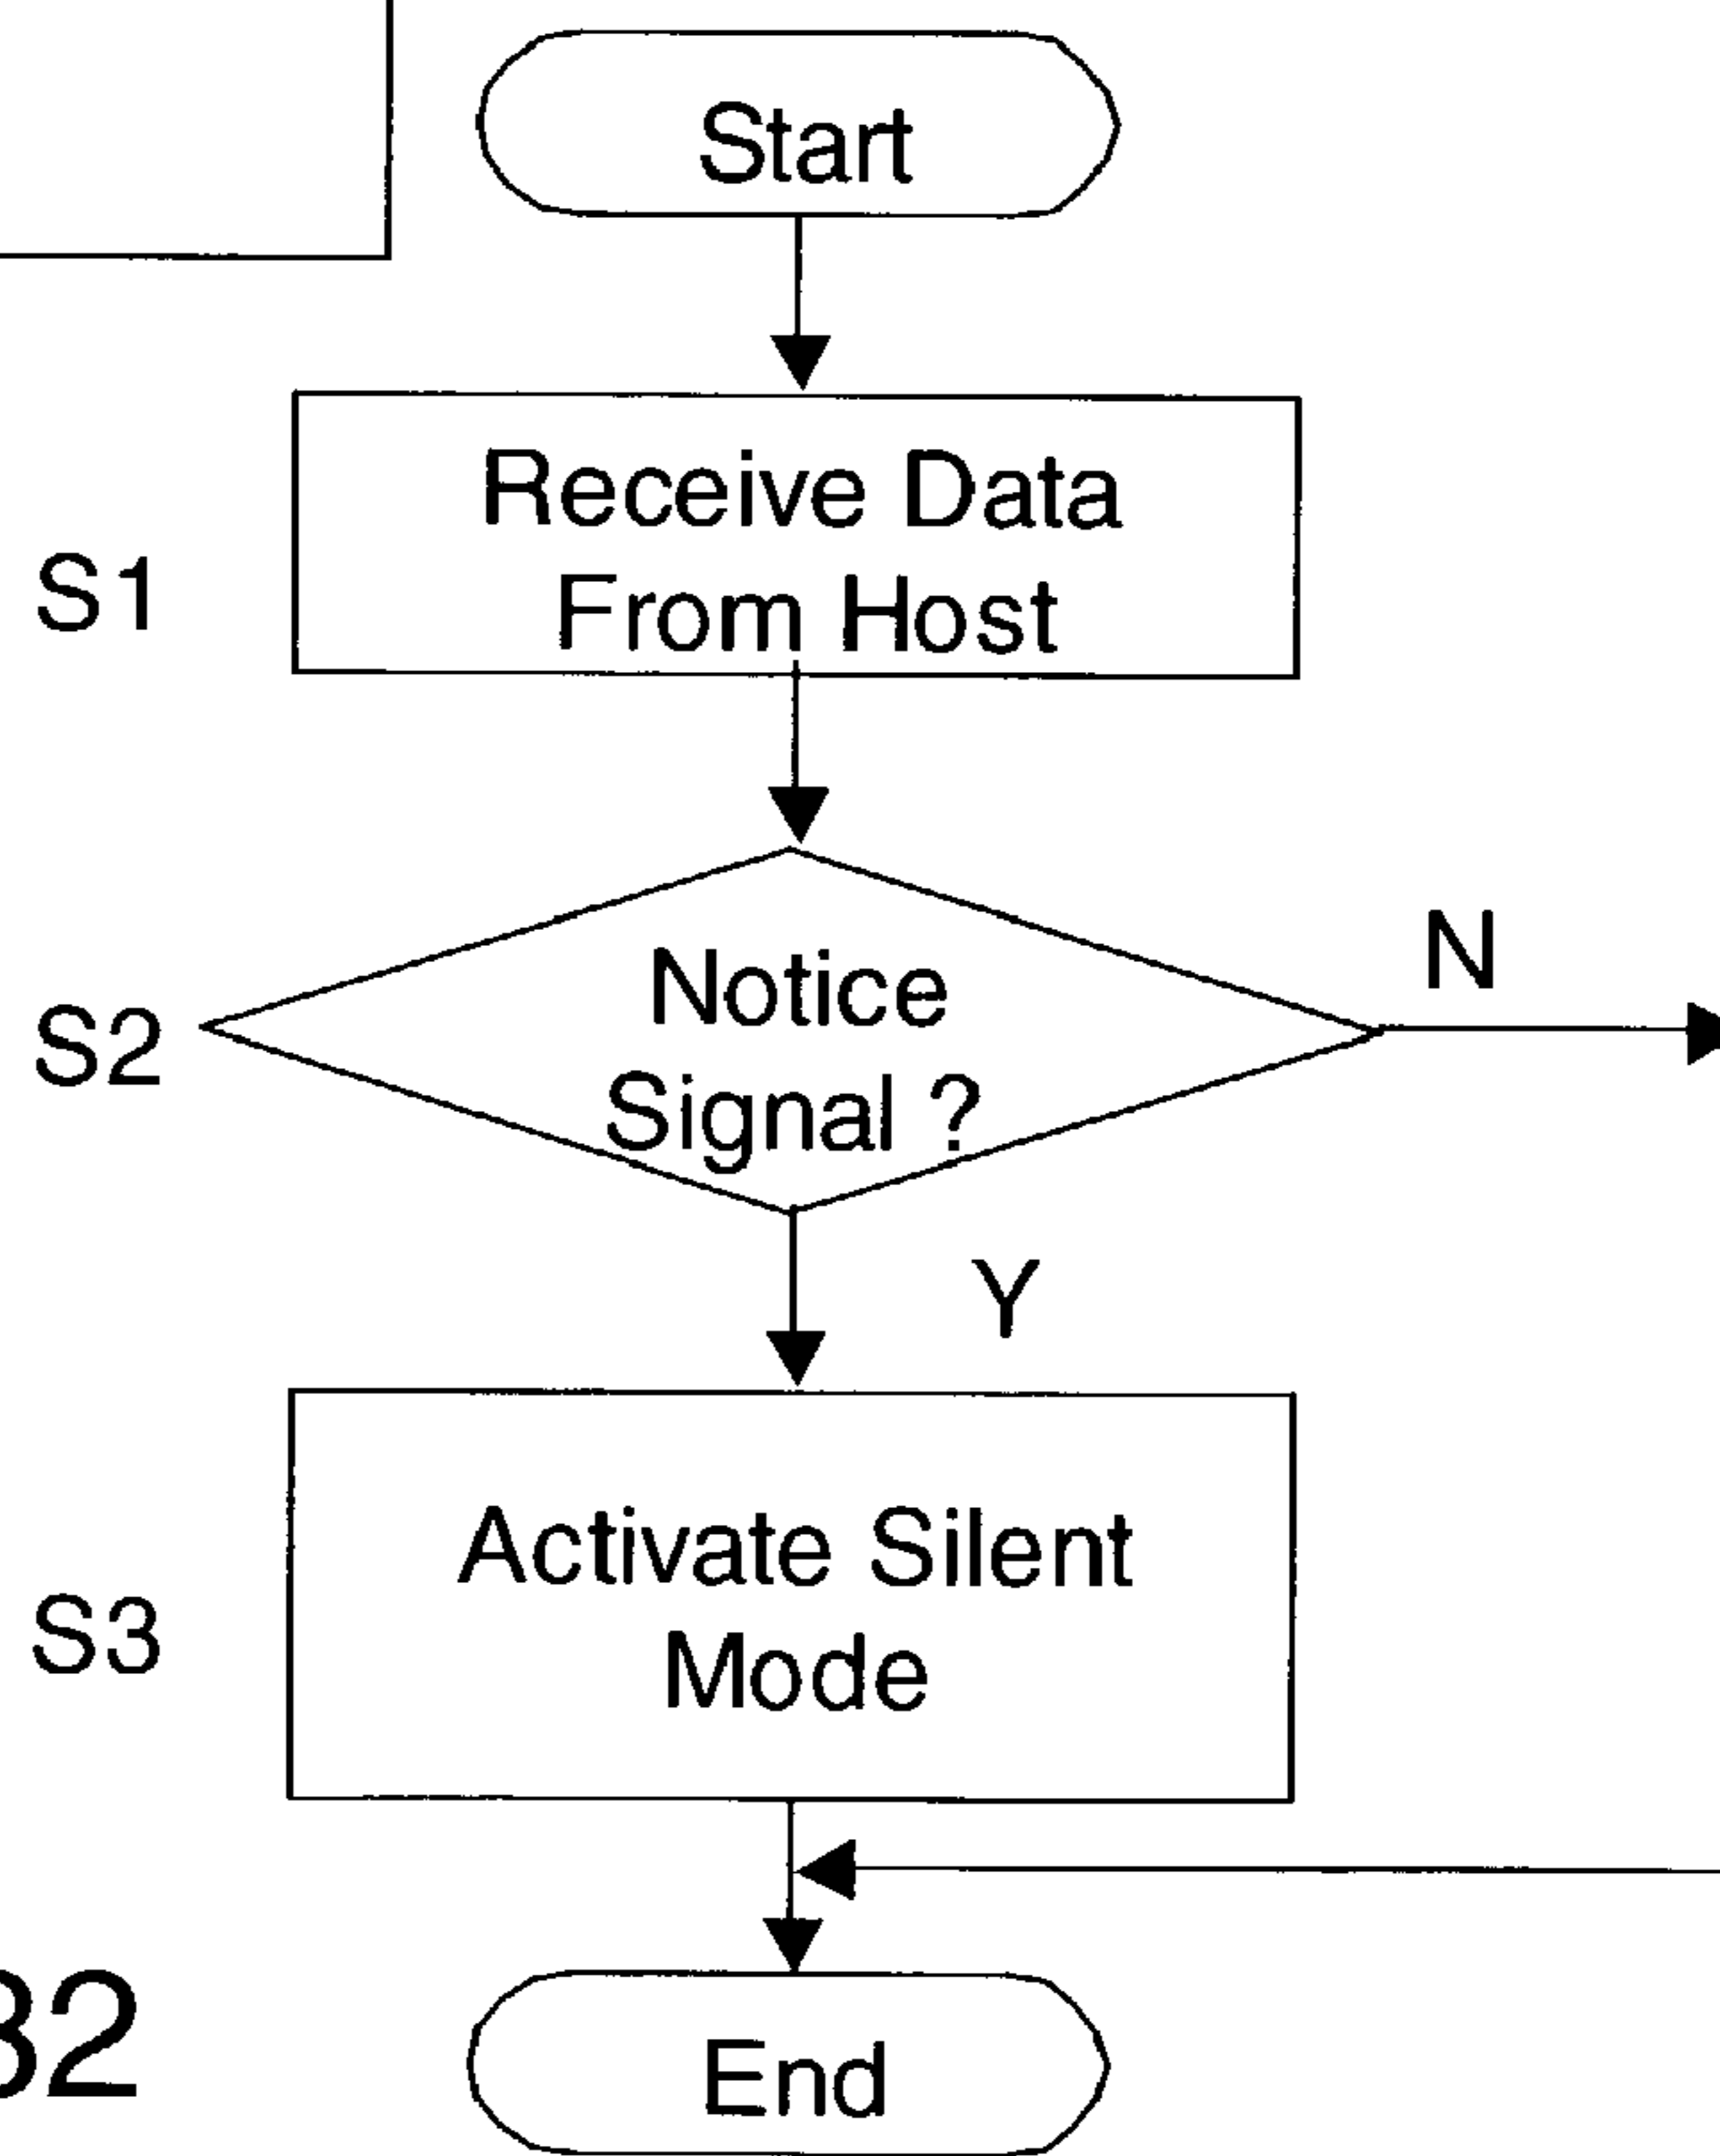 Start
Receive Data
S1
From Host
N
Notice
S2
Signal ?
Y
Activate Silent
S3
Mode
End